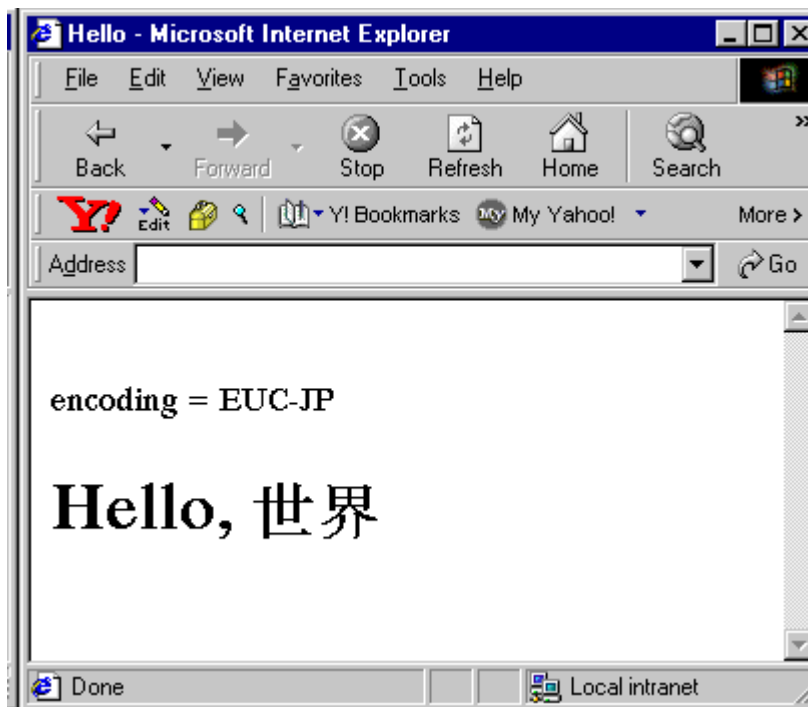 Hello - Microsoft Internet Explorer
File Edit View Favorites Tools Help
Back Forward Stop Refresh Home Search »
Y! Edit Y! Bookmarks MY My Yahoo! More >
Address Go
encoding = EUC-JP
Hello, 世界
Done Local intranet